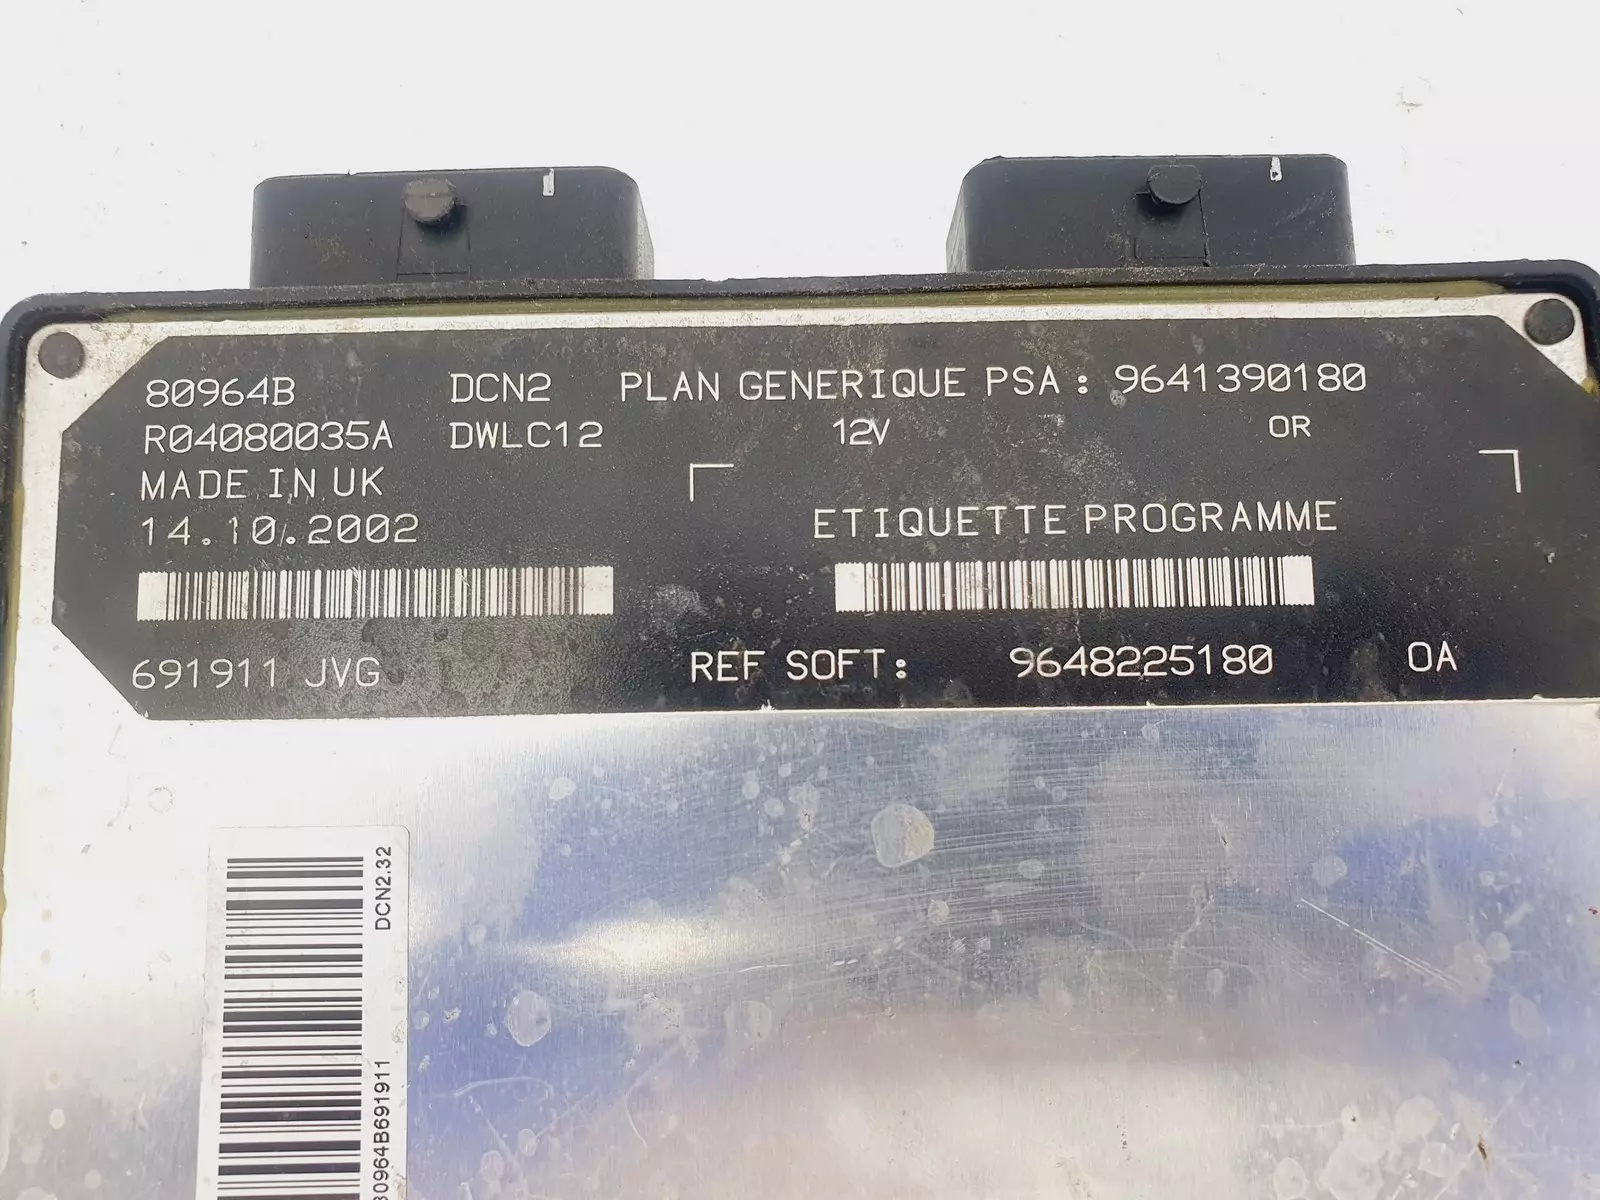 80964B DCN2 PLAN GENERIQUE PSA: 9641390180
R04080035A DWLC12 12V OR
MADE IN UK
14.10.2002
ETIQUETTE PROGRAMME
691911 JVG REF SOFT: 9648225180 0A
DCN2.32
80964B691911